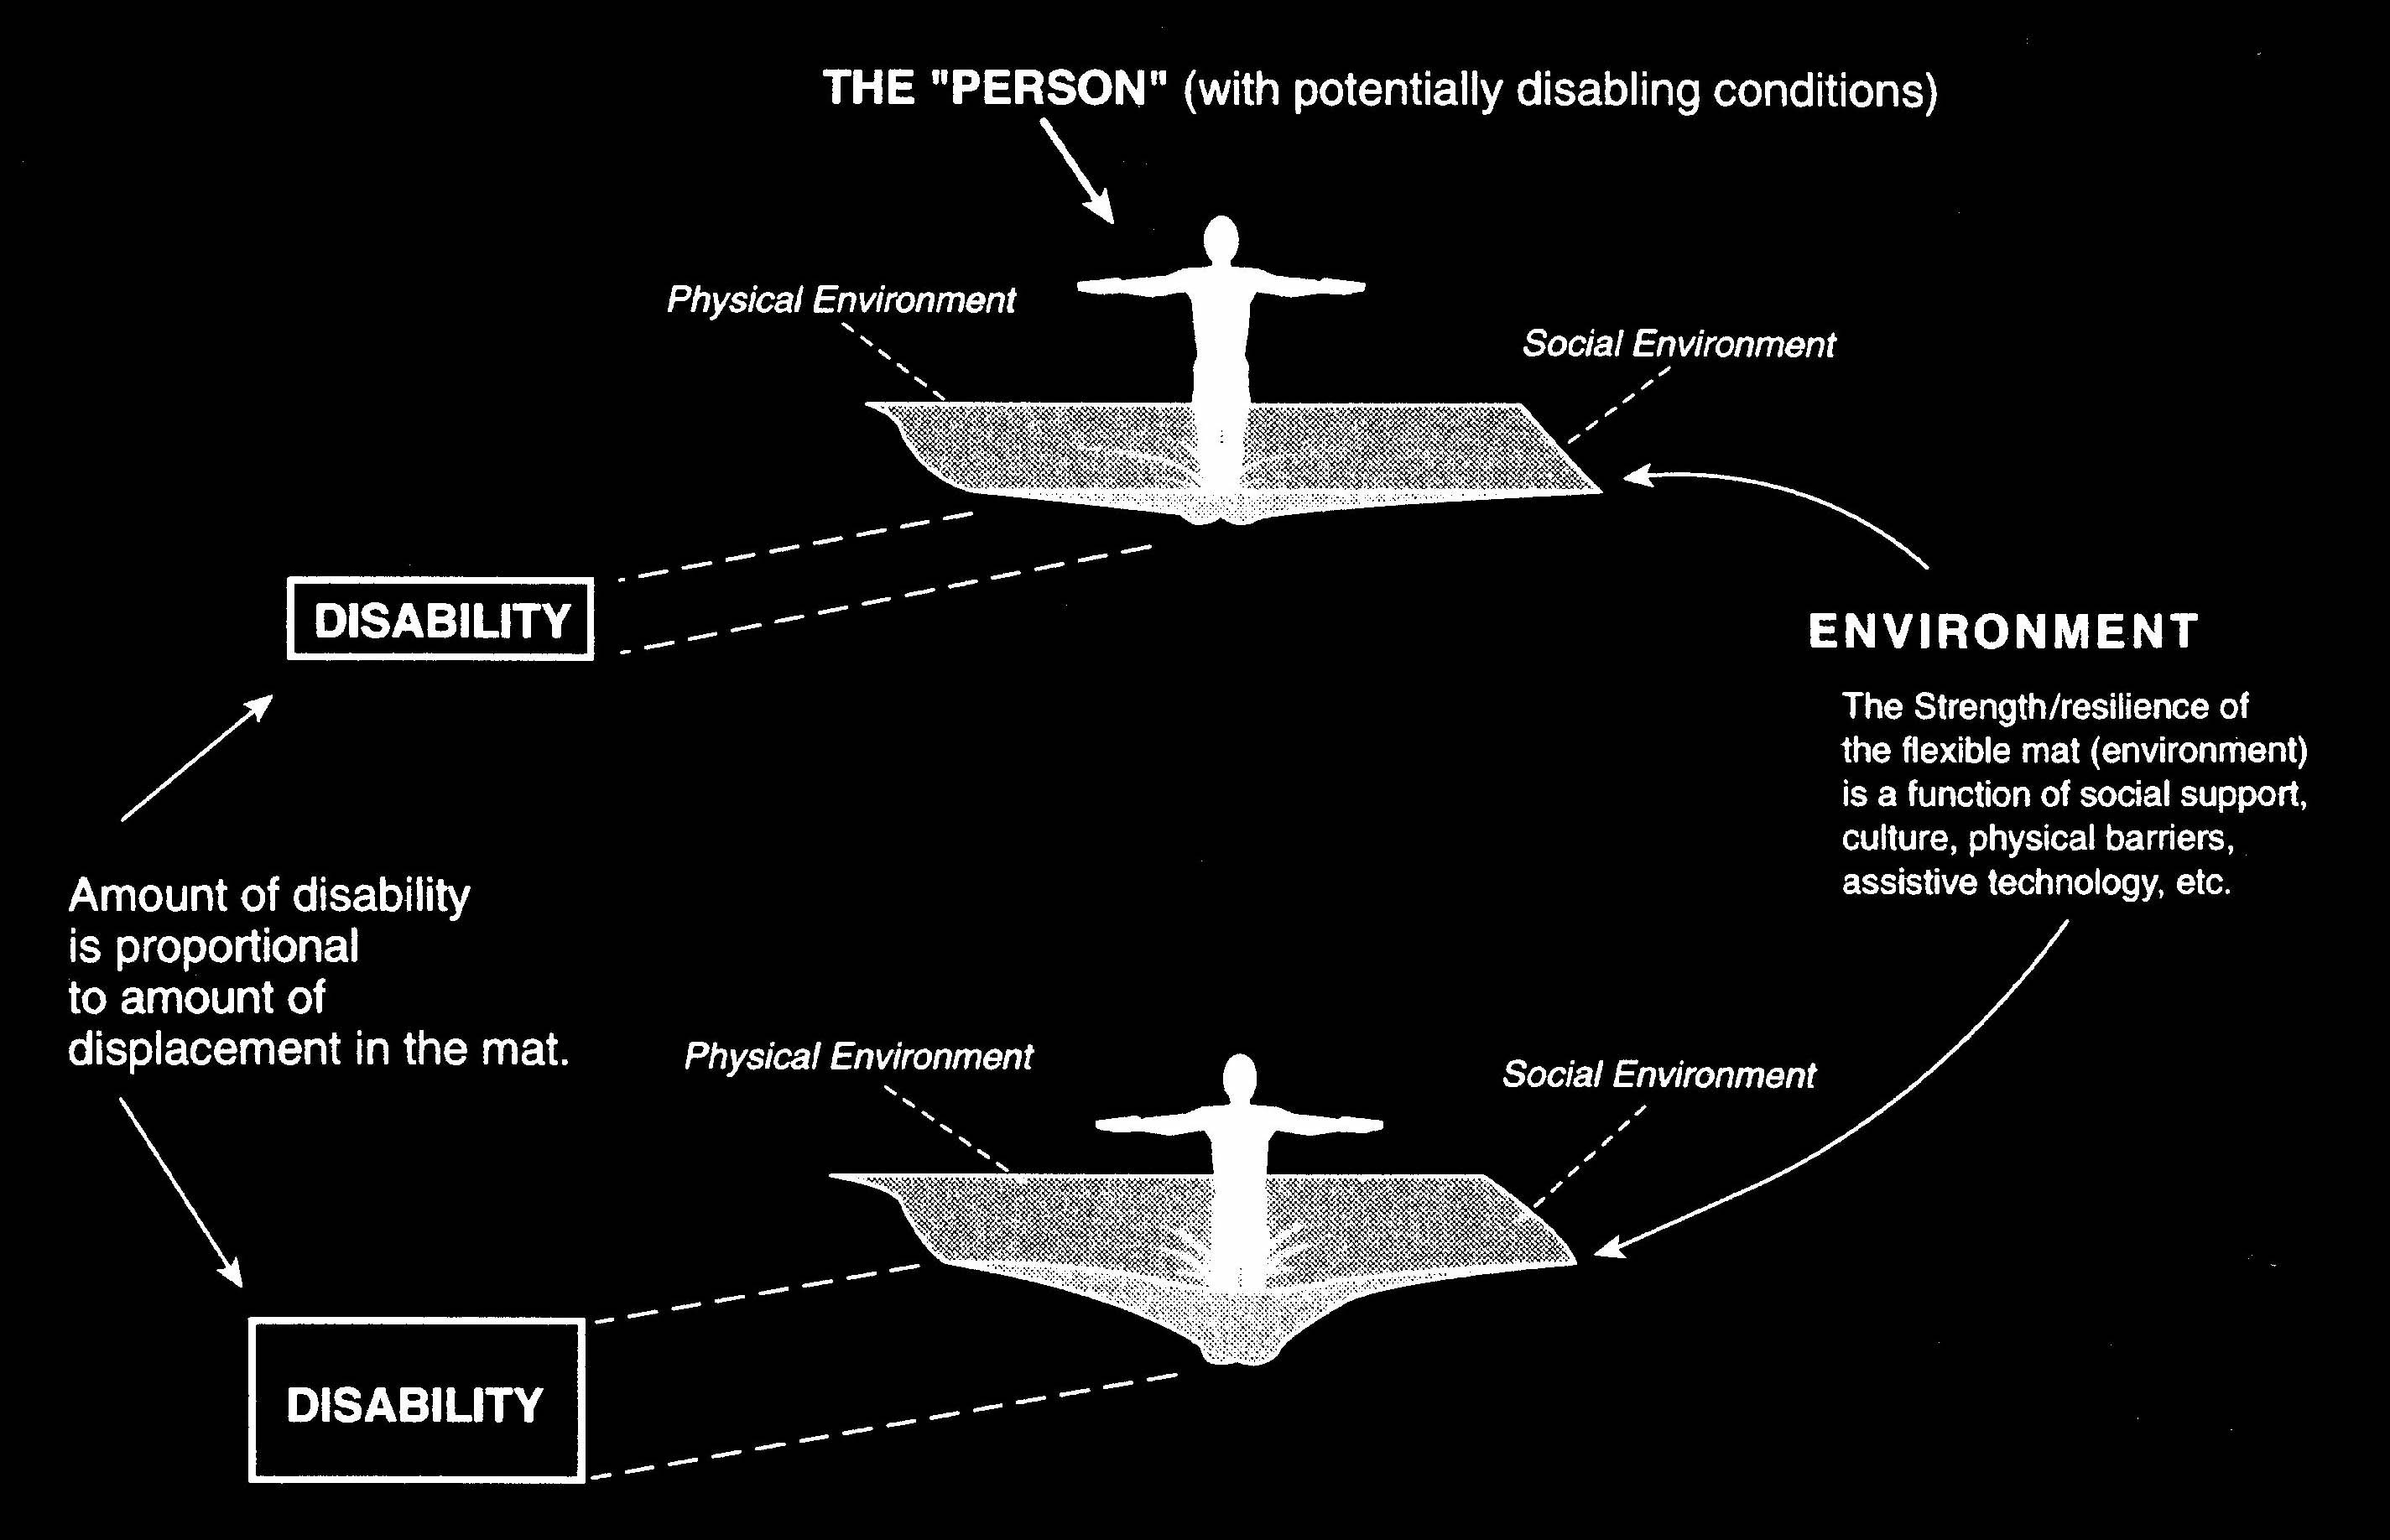 THE "PERSON" (with potentially disabling conditions)
Physical Environment
Social Environment
DISABILITY
ENVIRONMENT
The Strength/resilience of
the flexible mat (environment)
is a function of social support,
culture, physical barriers,
assistive technology, etc.
Amount of disability
is proportional
to amount of
displacement in the mat.
Physical Environment
Social Environment
DISABILITY